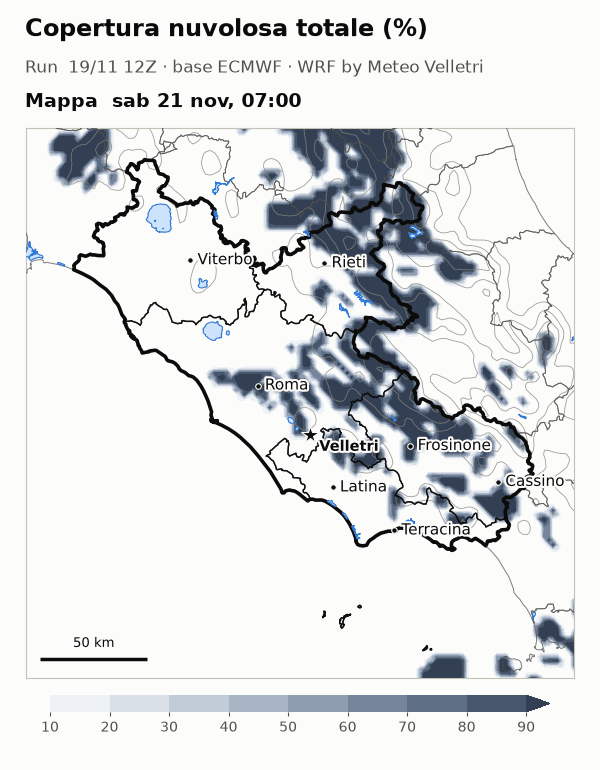 Copertura nuvolosa totale (%)
Run  19/11 12Z · base ECMWF · WRF by Meteo Velletri
Mappa  sab 21 nov, 07:00
Viterbo
Rieti
Roma
Velletri
Frosinone
Cassino
Latina
Terracina
50 km
10 20 30 40 50 60 70 80 90